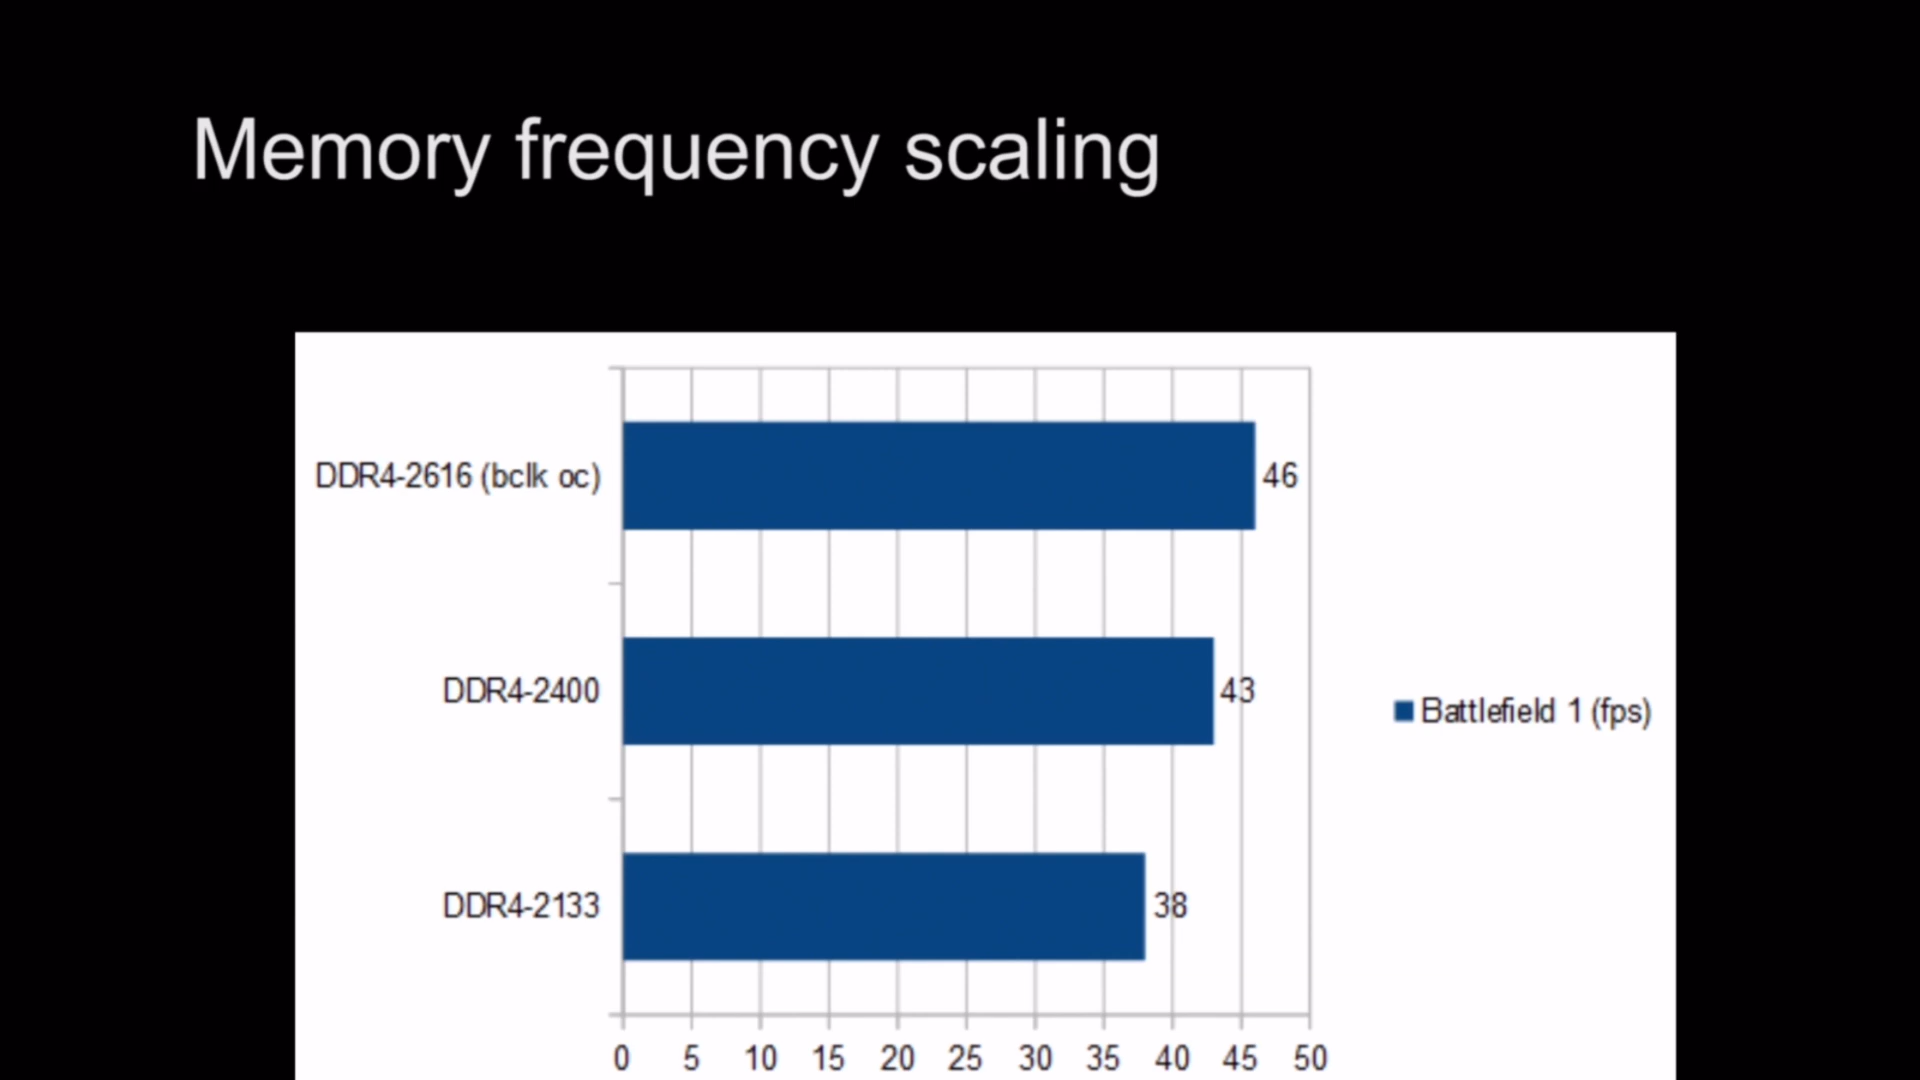 Memory frequency scaling
DDR4-2616 (bclk oc)
46
DDR4-2400
43
Battlefield 1 (fps)
DDR4-2133
38
0 5 10 15 20 25 30 35 40 45 50